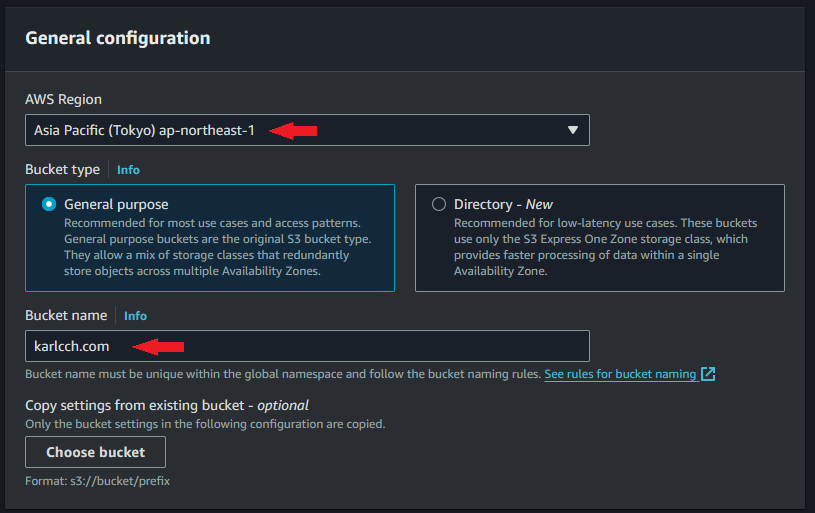 General configuration
AWS Region
Asia Pacific (Tokyo) ap-northeast-1
Bucket type Info
General purpose
Recommended for most use cases and access patterns.
General purpose buckets are the original S3 bucket type.
They allow a mix of storage classes that redundantly
store objects across multiple Availability Zones.
Directory - New
Recommended for low-latency use cases. These buckets
use only the S3 Express One Zone storage class, which
provides faster processing of data within a single
Availability Zone.
Bucket name Info
karlcch.com
Bucket name must be unique within the global namespace and follow the bucket naming rules. See rules for bucket naming
Copy settings from existing bucket - optional
Only the bucket settings in the following configuration are copied.
Choose bucket
Format: s3://bucket/prefix